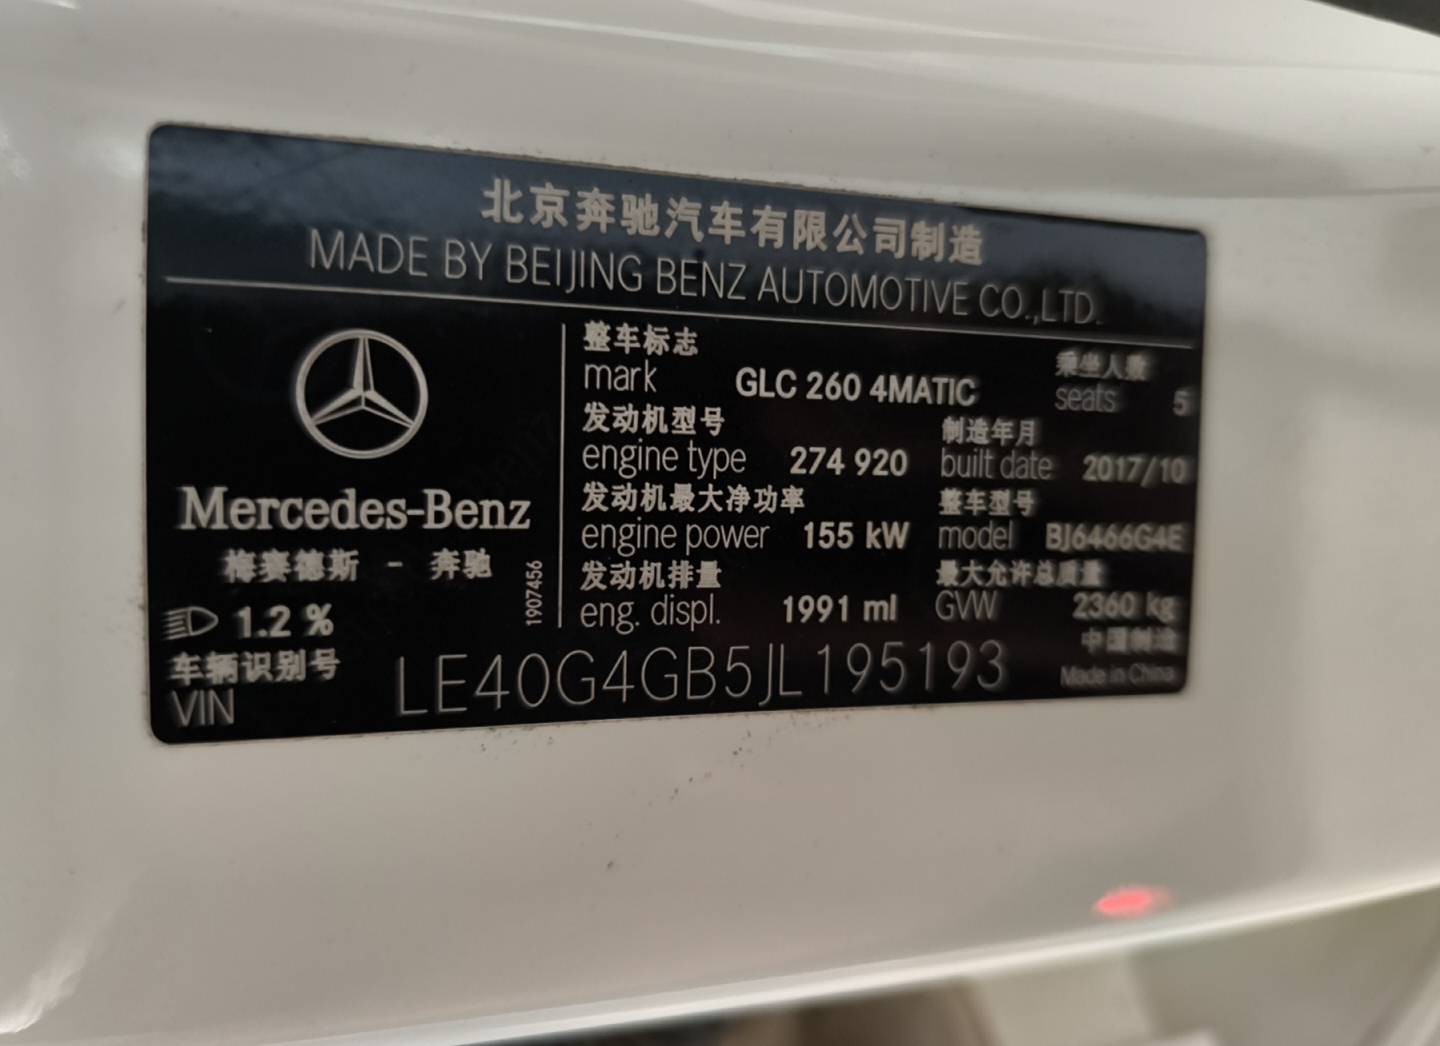 北京奔驰汽车有限公司制造
MADE BY BEIJING BENZ AUTOMOTIVE CO.,LTD.
Mercedes-Benz
梅赛德斯 - 奔驰
1.2 %
1907456
整车标志
mark GLC 260 4MATIC
乘坐人数
seats 5
发动机型号
engine type 274 920
制造年月
built date 2017/10
发动机最大净功率
engine power 155 kW
整车型号
model BJ6466G4E
发动机排量
eng. displ. 1991 ml
最大允许总质量
GVW 2360 kg
车辆识别号
VIN LE40G4GB5JL195193
中国制造
Made in China